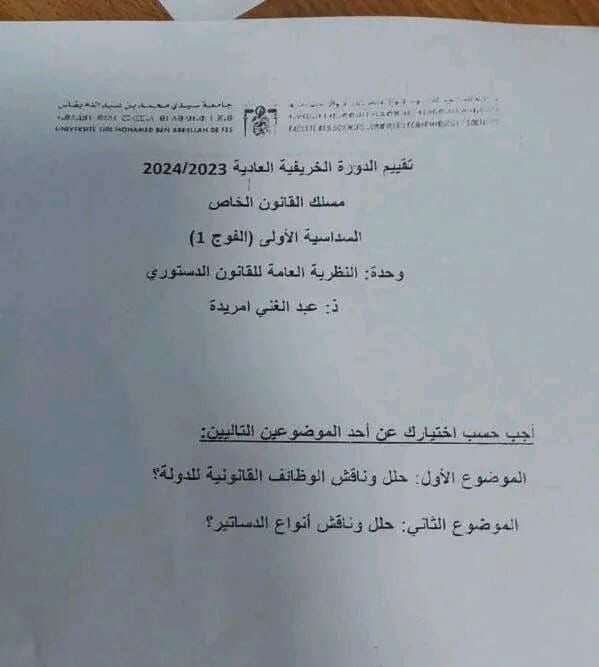 جامعة سيدي محمد بن عبد الله بفاس
UNIVERSITE SIDI MOHAMED BEN ABDELLAH DE FES
تقييم الدورة الخريفية العادية 2024/2023
مسلك القانون الخاص
السداسية الأولى (الفوج 1)
وحدة: النظرية العامة للقانون الدستوري
ذ: عبد الغني امريدة
أجب حسب اختيارك عن أحد الموضوعين التاليين:
الموضوع الأول: حلل وناقش الوظائف القانونية للدولة؟
الموضوع الثاني: حلل وناقش أنواع الدساتير؟